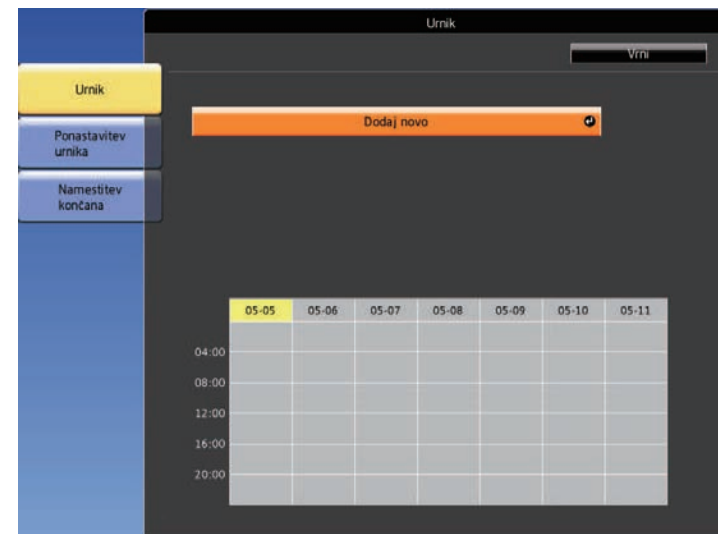 Urnik
Vrni
Urnik
Ponastavitev
urnika
Namestitev
končana
Dodaj novo
05-05 05-06 05-07 05-08 05-09 05-10 05-11
04:00
08:00
12:00
16:00
20:00